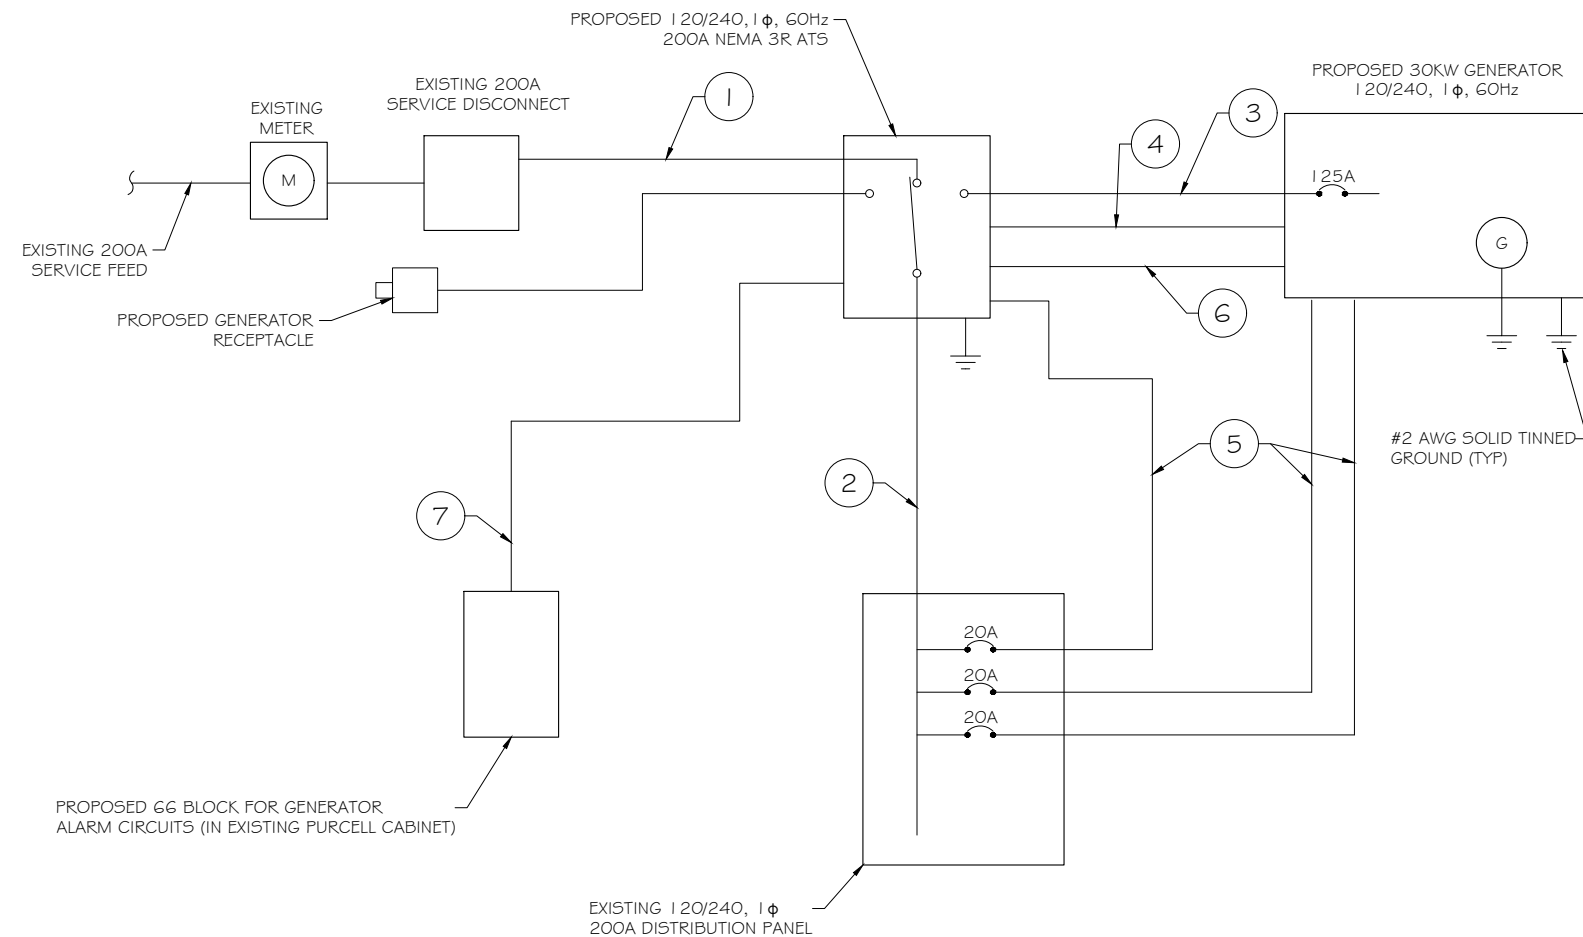 PROPOSED 120/240, 1ϕ, 60Hz
200A NEMA 3R ATS
EXISTING 200A
SERVICE DISCONNECT
1
PROPOSED 30KW GENERATOR
120/240, 1ϕ, 60Hz
EXISTING
METER
3
4
M
125A
EXISTING 200A
SERVICE FEED
G
PROPOSED GENERATOR
RECEPTACLE
6
5
#2 AWG SOLID TINNED
GROUND (TYP)
2
7
20A
20A
20A
PROPOSED 66 BLOCK FOR GENERATOR
ALARM CIRCUITS (IN EXISTING PURCELL CABINET)
EXISTING 120/240, 1ϕ
200A DISTRIBUTION PANEL